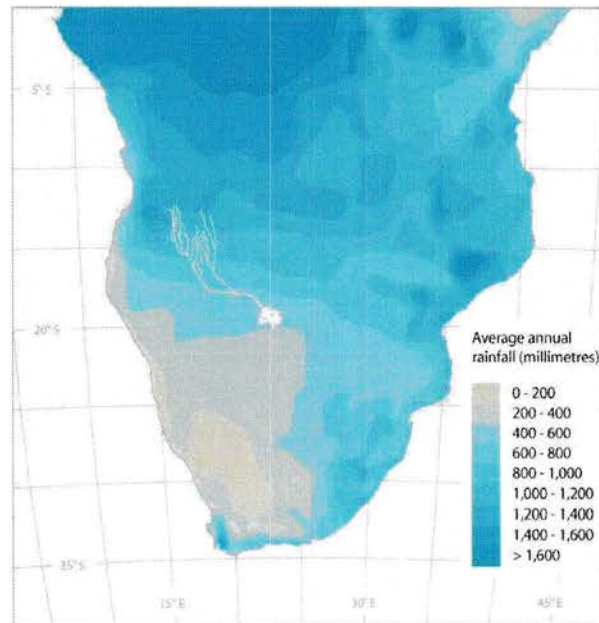 5°S
20°S
Average annual
rainfall (millimetres)
0 - 200
200 - 400
400 - 600
600 - 800
800 - 1,000
1,000 - 1,200
1,200 - 1,400
1,400 - 1,600
> 1,600
35°S
15°E
30°E
45°E